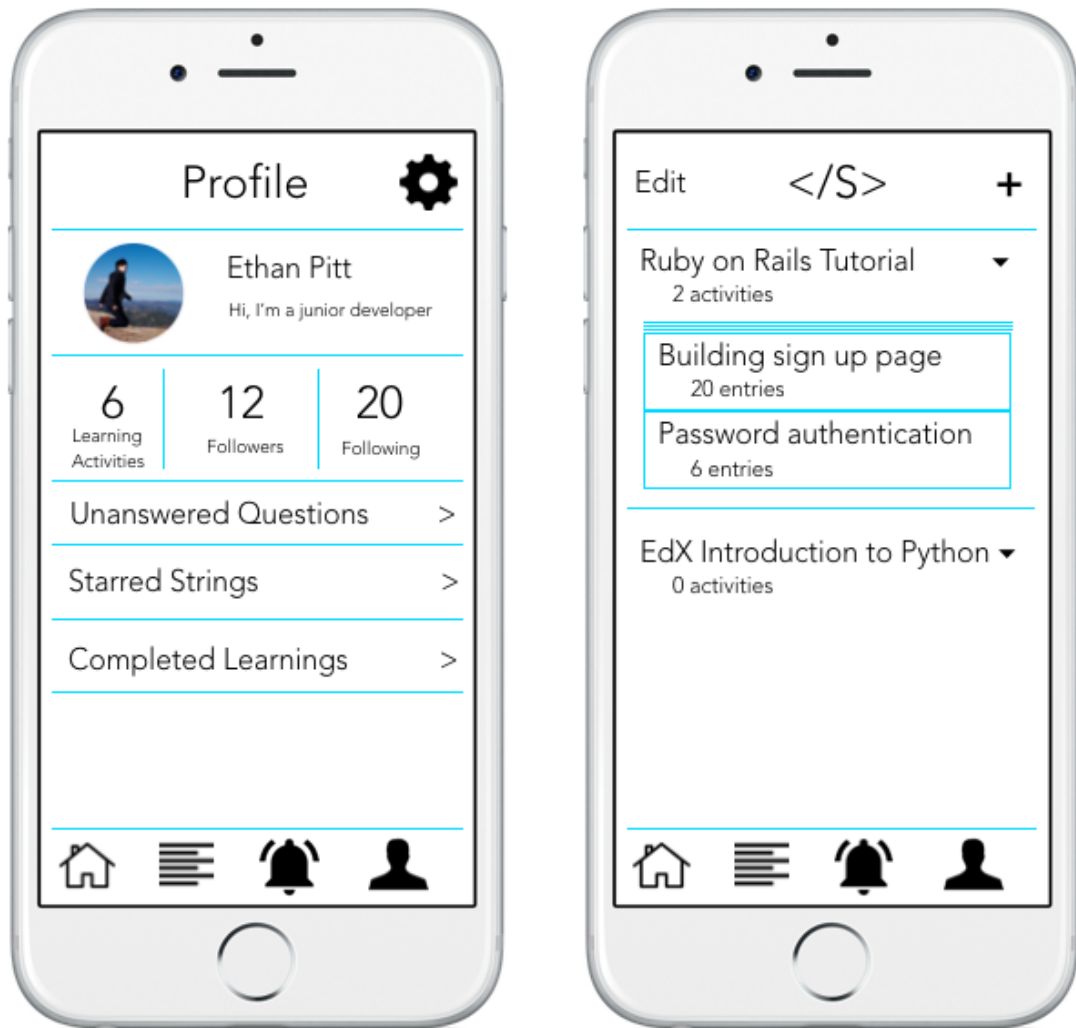 Profile
Ethan Pitt
Hi, I'm a junior developer
6
Learning
Activities
12
Followers
20
Following
Unanswered Questions >
Starred Strings >
Completed Learnings >
Edit </S> +
Ruby on Rails Tutorial
2 activities
Building sign up page
20 entries
Password authentication
6 entries
EdX Introduction to Python
0 activities